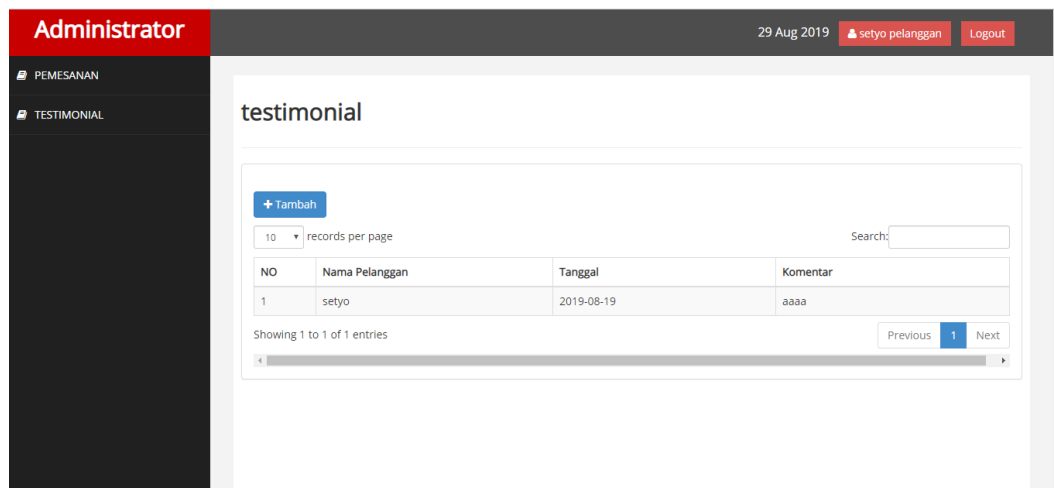 Administrator
29 Aug 2019 setyo pelanggan Logout
PEMESANAN
TESTIMONIAL
testimonial
+ Tambah
10 records per page Search:
NO Nama Pelanggan Tanggal Komentar
1 setyo 2019-08-19 aaaa
Showing 1 to 1 of 1 entries Previous 1 Next